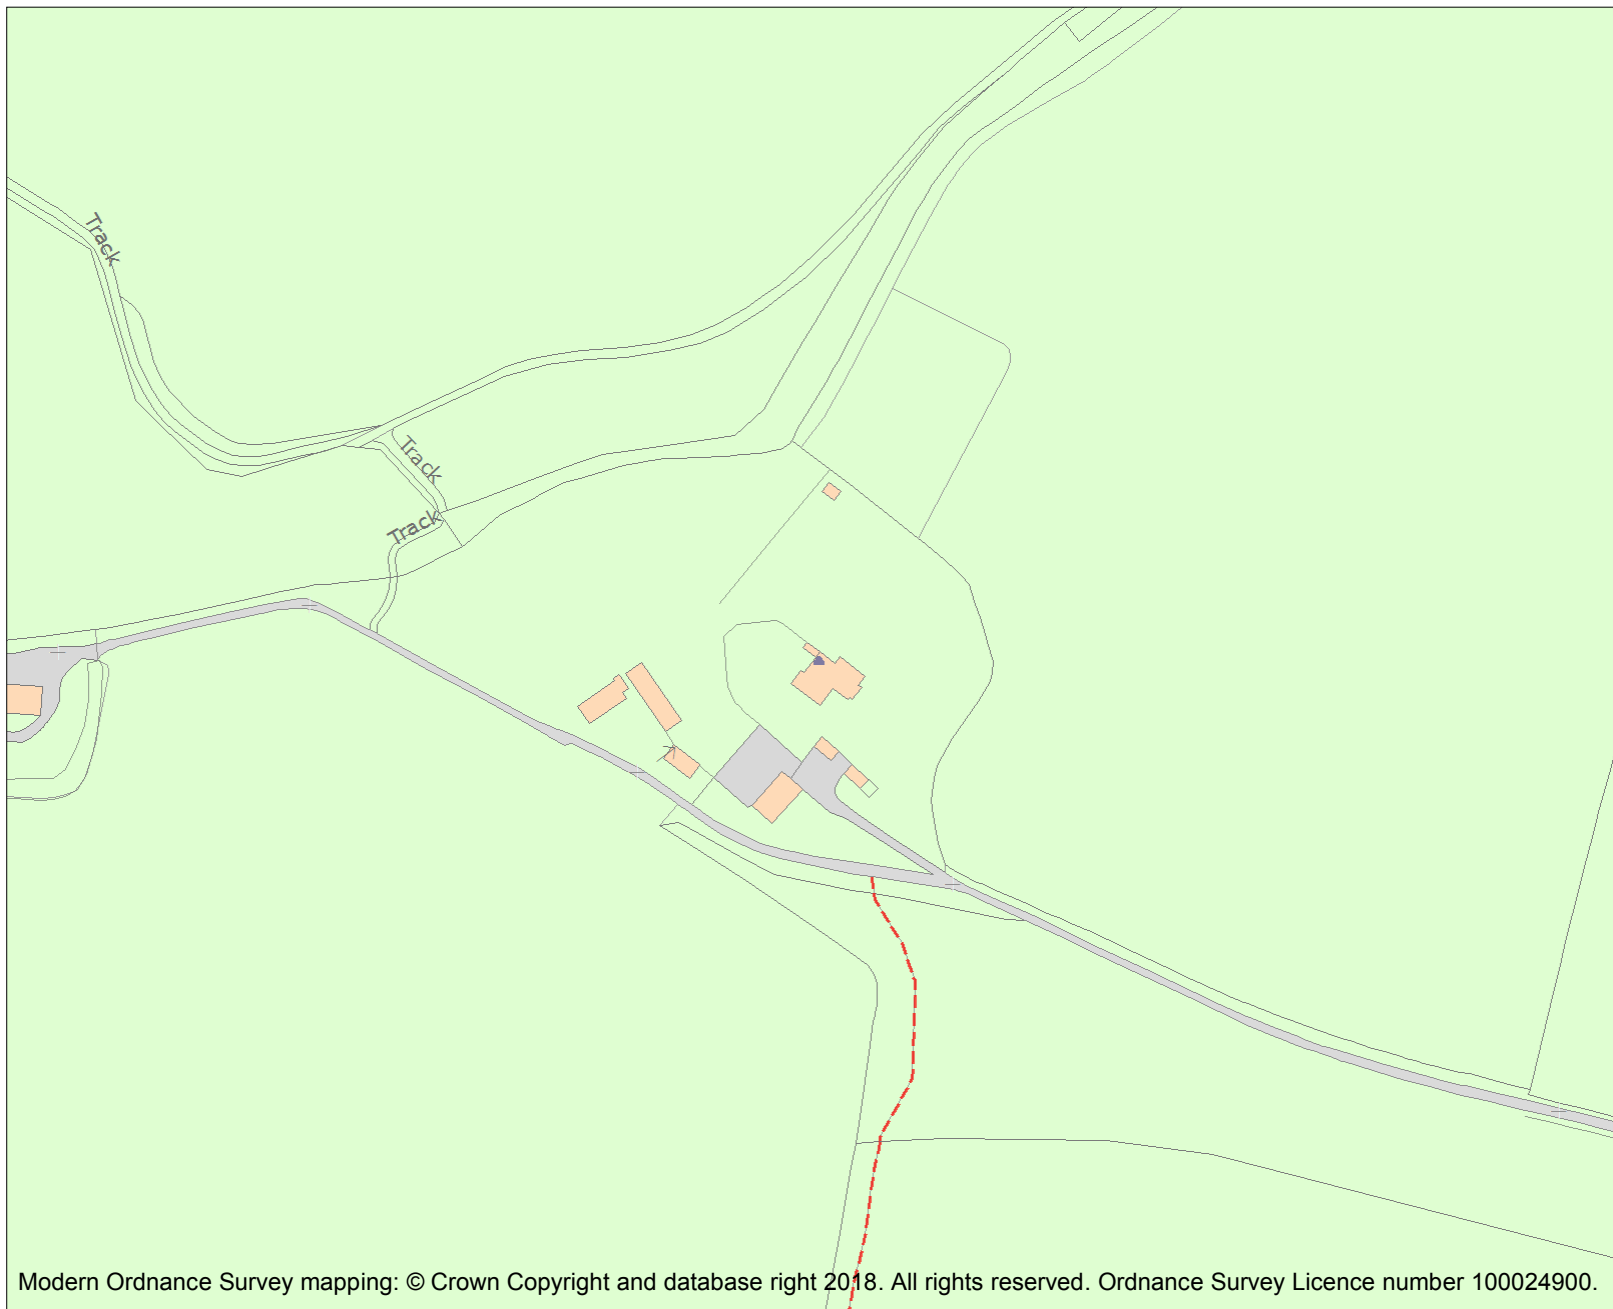 Track
Track
Track
Modern Ordnance Survey mapping: © Crown Copyright and database right 2018. All rights reserved. Ordnance Survey Licence number 100024900.